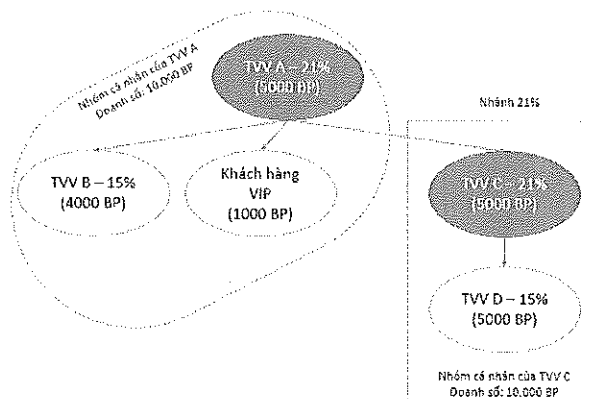 Nhóm cá nhân của TVV A
Doanh số: 10.000 BP
TVV A – 21%
(5000 BP)
Nhánh 21%
TVV B – 15%
(4000 BP)
Khách hàng
VIP
(1000 BP)
TVV C – 21%
(5000 BP)
TVV D – 15%
(5000 BP)
Nhóm cá nhân của TVV C
Doanh số: 10.000 BP